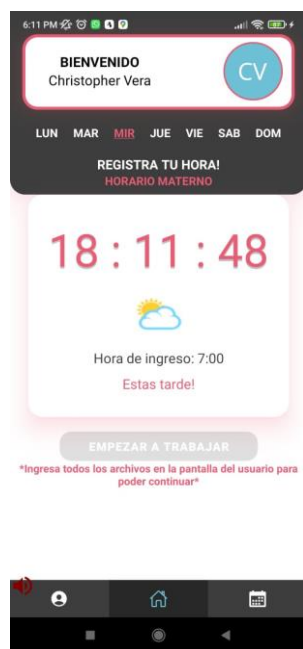 6:11 PM
BIENVENIDO
Christopher Vera
CV
LUN MAR MIR JUE VIE SAB DOM
REGISTRA TU HORA!
HORARIO MATERNO
18 : 11 : 48
Hora de ingreso: 7:00
Estas tarde!
EMPEZAR A TRABAJAR
*Ingresa todos los archivos en la pantalla del usuario para
poder continuar*